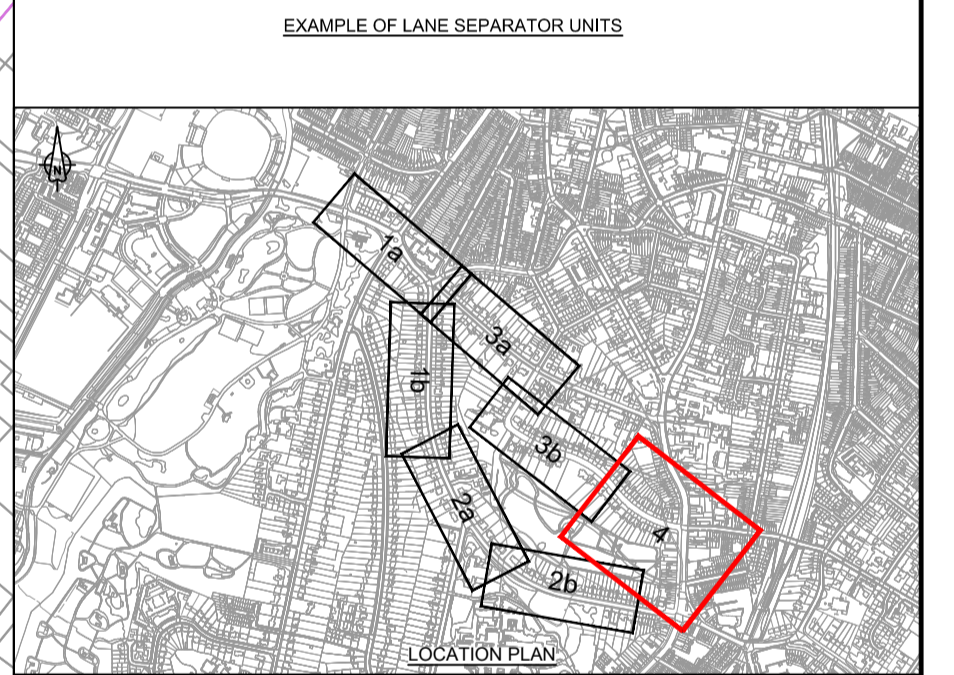 EXAMPLE OF LANE SEPARATOR UNITS
N
1a
3a
1b
3b
2a
4
2b
LOCATION PLAN